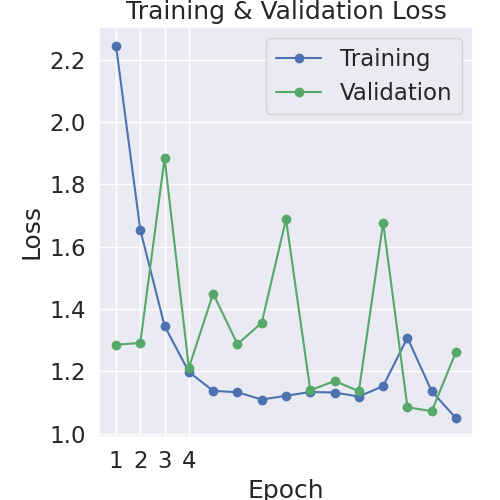 Training & Validation Loss
Training
Validation
Loss
2.2
2.0
1.8
1.6
1.4
1.2
1.0
1 2 3 4
Epoch